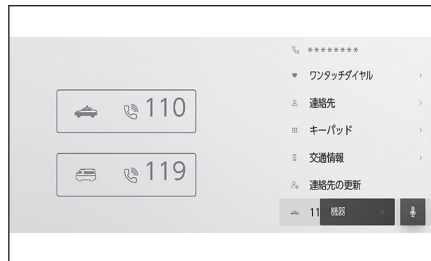 110
119
********
ワンタッチダイヤル
連絡先
キーパッド
交通情報
連絡先の更新
11
機器